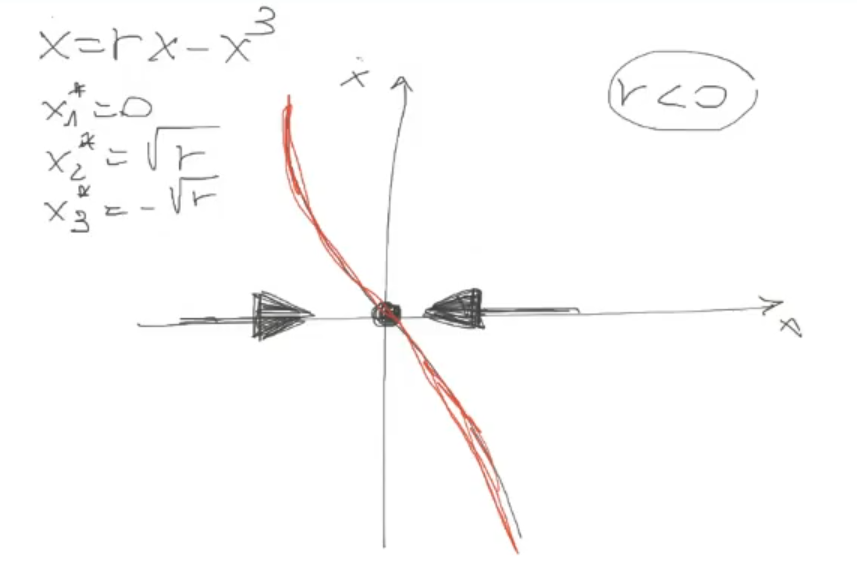 ẋ=rx-x³
x₁*=0
x₂*=√r
x₃*=-√r
ẋ
r<0
x